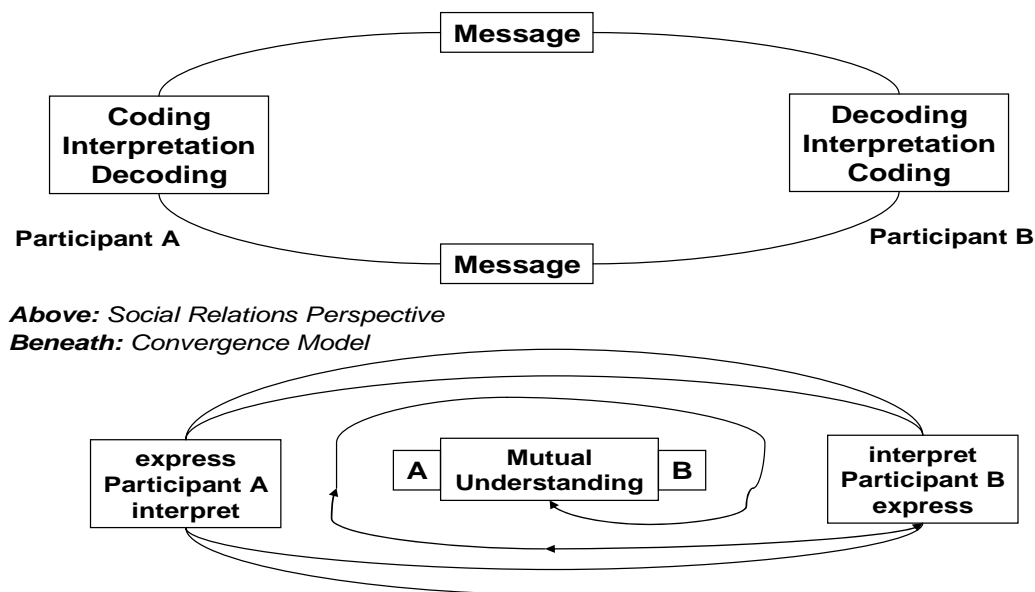 Message
Coding
Interpretation
Decoding
Decoding
Interpretation
Coding
Participant A
Participant B
Message
Above: Social Relations Perspective
Beneath: Convergence Model
express
Participant A
interpret
A
Mutual
Understanding
B
interpret
Participant B
express